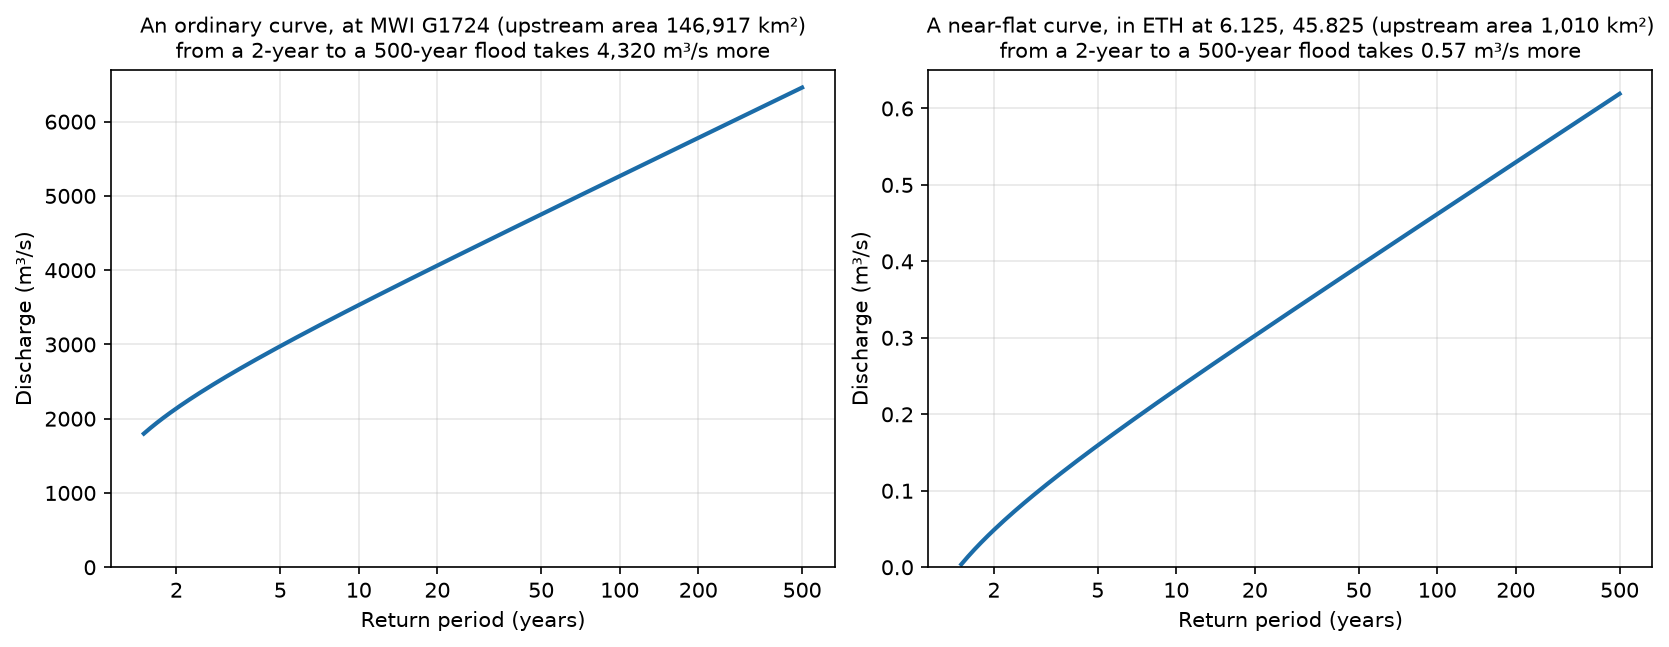 An ordinary curve, at MWI G1724 (upstream area 146,917 km²)
from a 2-year to a 500-year flood takes 4,320 m³/s more
6000
5000
4000
3000
2000
1000
0
Discharge (m³/s)
2 5 10 20 50 100 200 500
Return period (years)
A near-flat curve, in ETH at 6.125, 45.825 (upstream area 1,010 km²)
from a 2-year to a 500-year flood takes 0.57 m³/s more
0.6
0.5
0.4
0.3
0.2
0.1
0.0
Discharge (m³/s)
2 5 10 20 50 100 200 500
Return period (years)